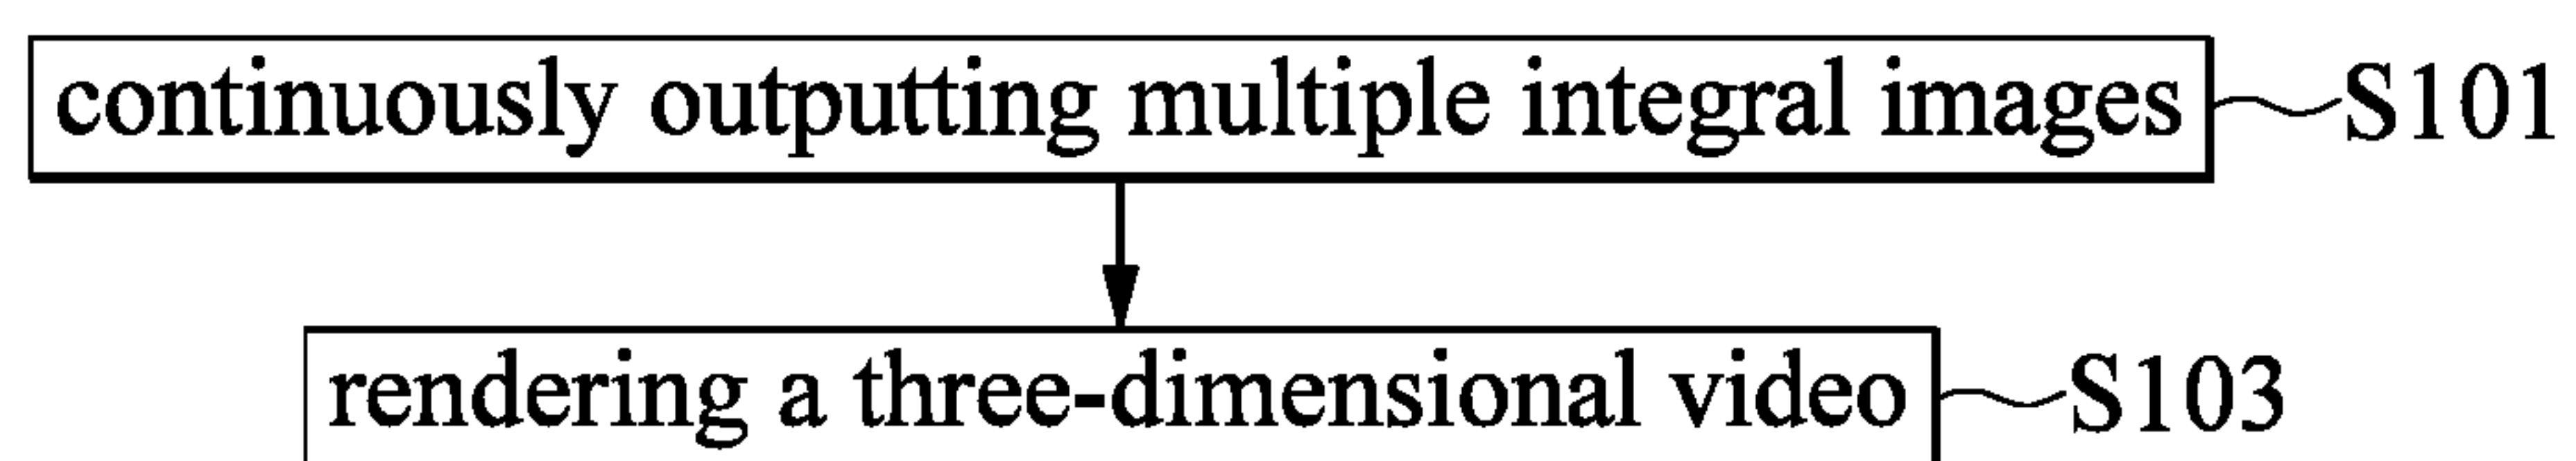 continuously outputting multiple integral images S101
rendering a three-dimensional video S103